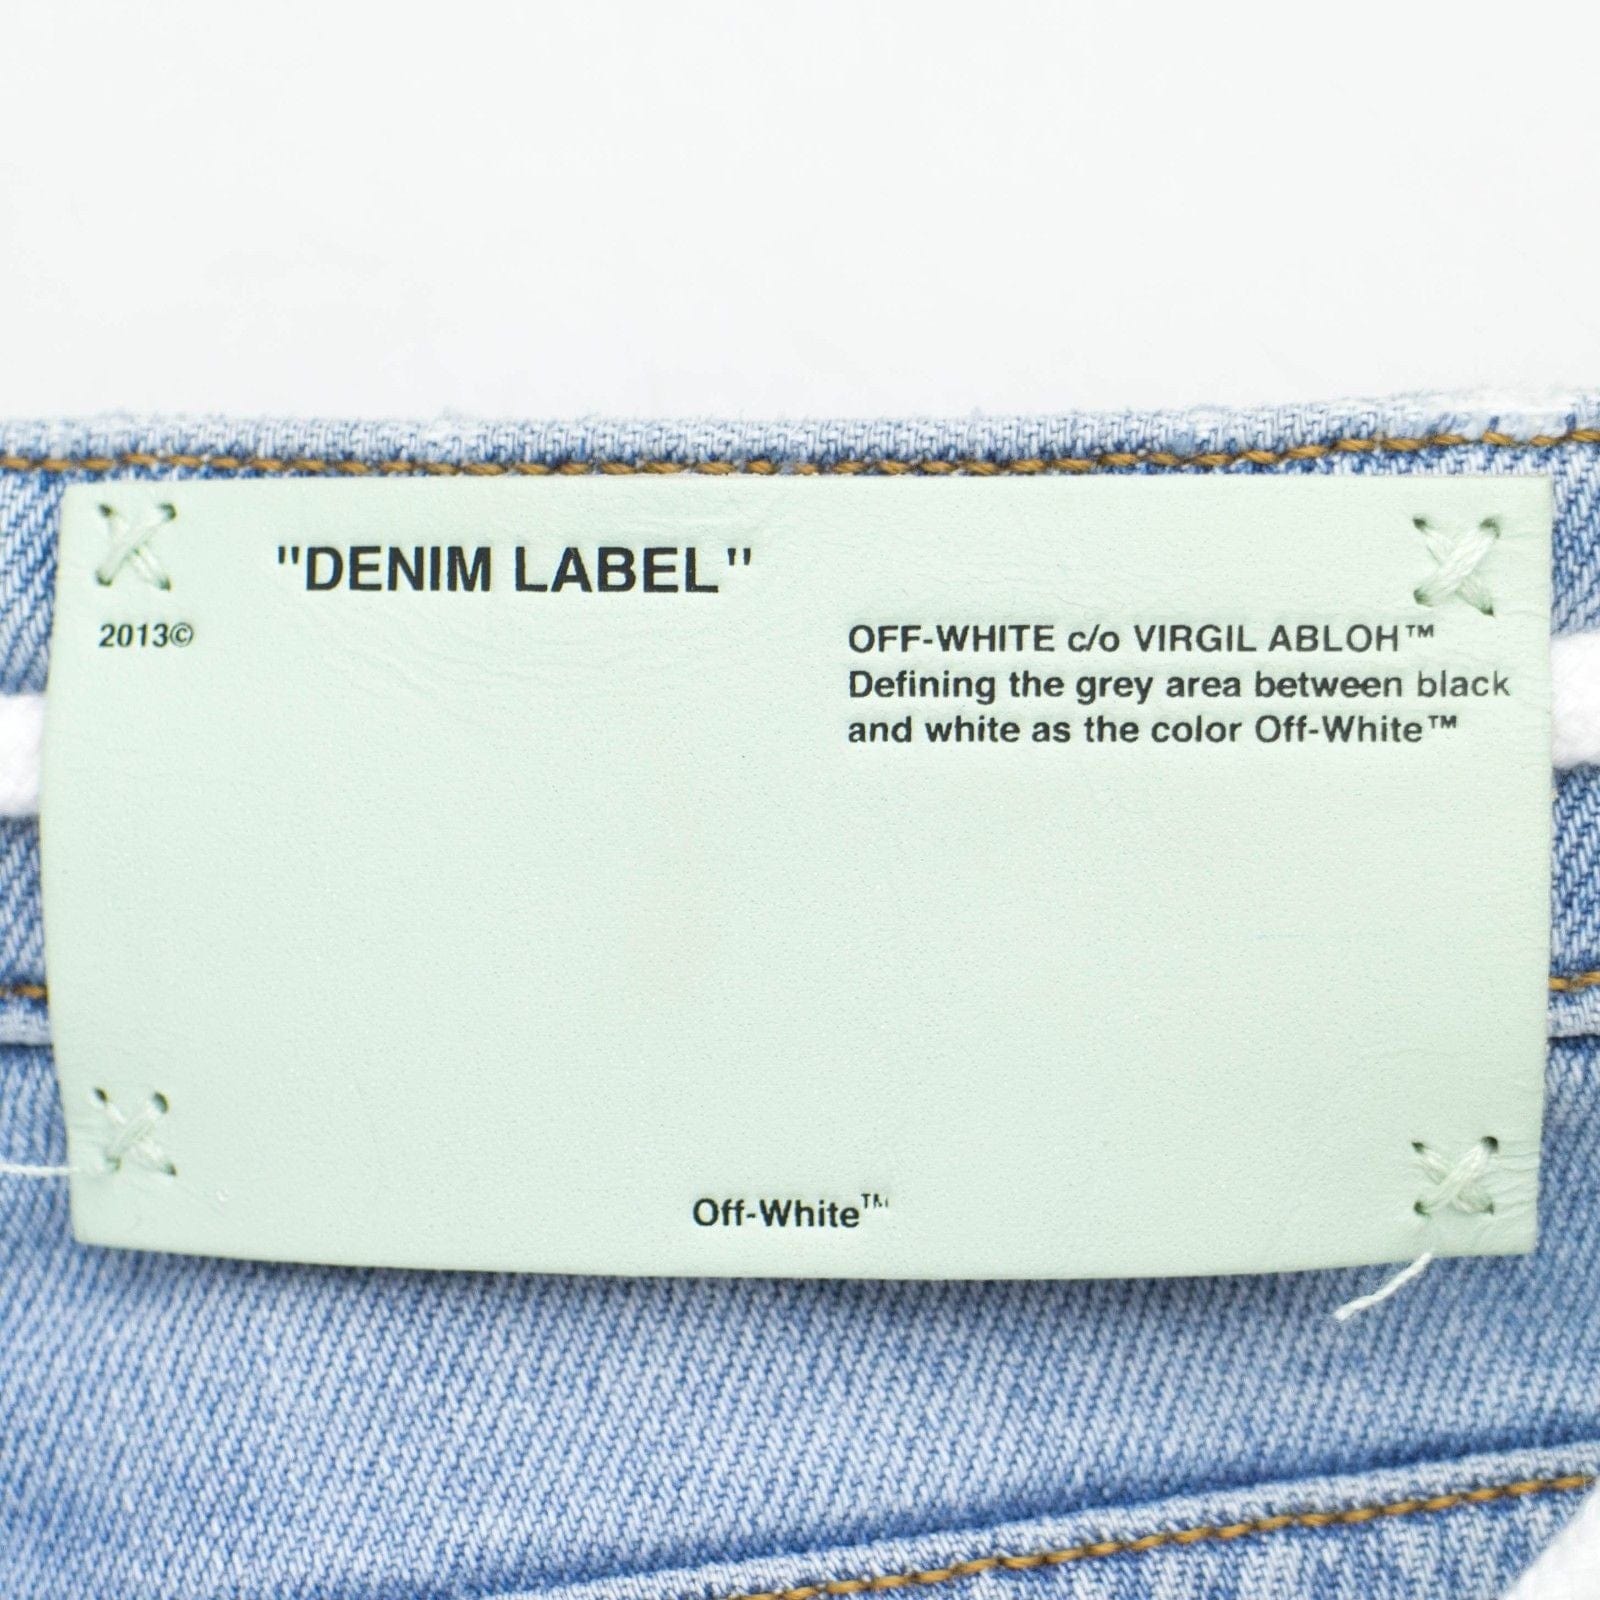 "DENIM LABEL"
2013©
OFF-WHITE c/o VIRGIL ABLOH™
Defining the grey area between black
and white as the color Off-White™
Off-White™